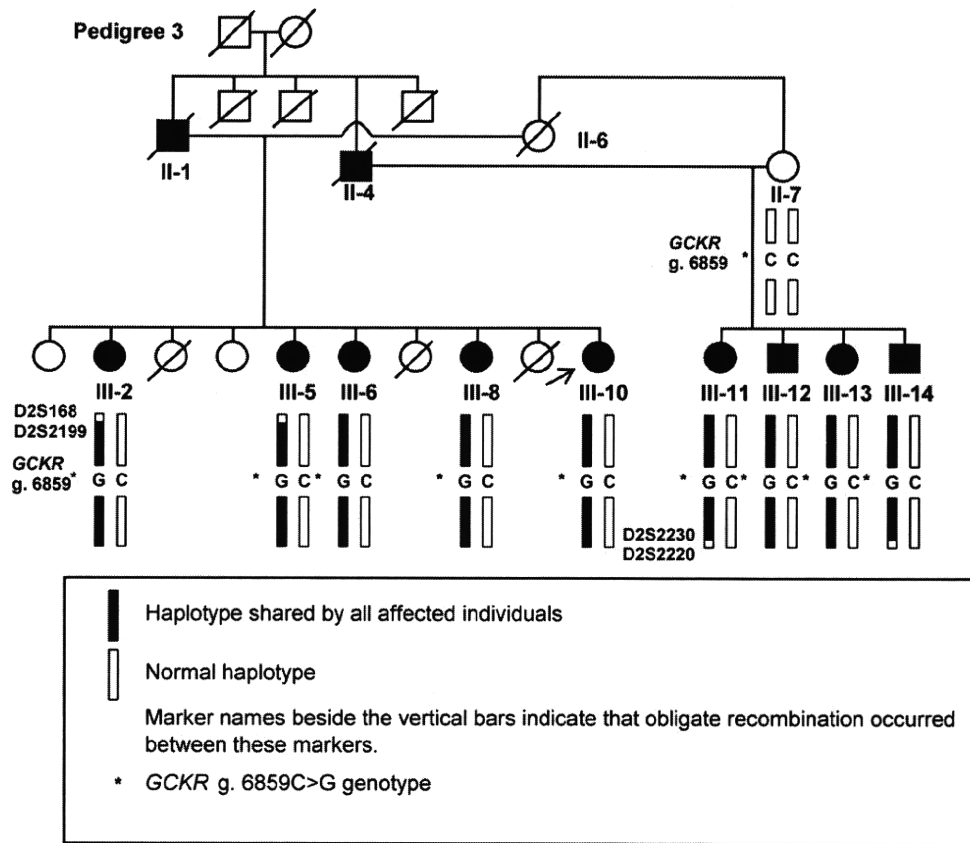 Pedigree 3
II-1
II-4
II-6
II-7
GCKR
g. 6859
*
C C
III-2
III-5
III-6
III-8
III-10
III-11
III-12
III-13
III-14
D2S168
D2S2199
GCKR
g. 6859
* G C
* G C
* G C
* G C
* G C
* G C
* G C
* G C
* G C
D2S2230
D2S2220
Haplotype shared by all affected individuals
Normal haplotype
Marker names beside the vertical bars indicate that obligate recombination occurred
between these markers.
* GCKR g. 6859C>G genotype